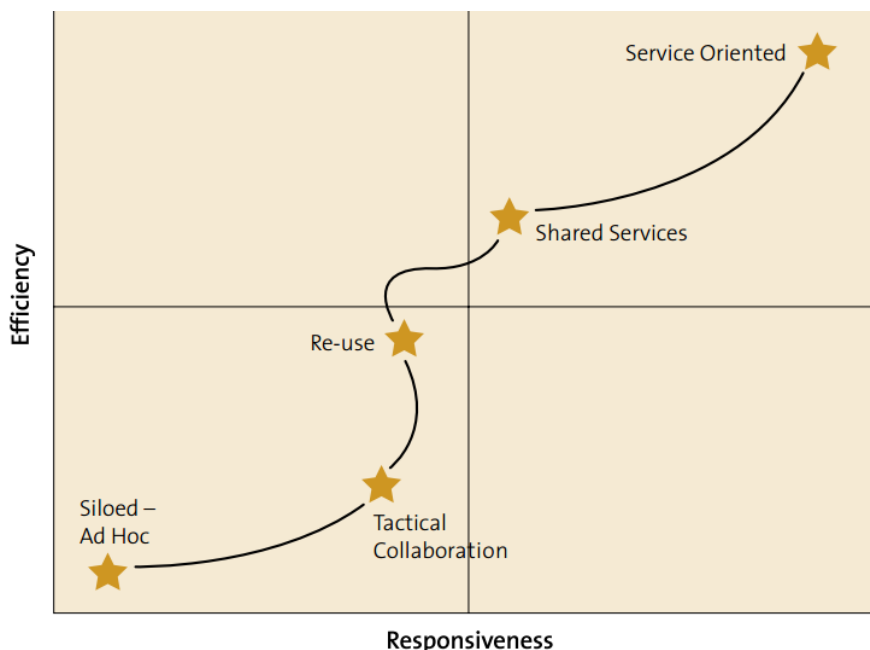 Service Oriented
Shared Services
Efficiency
Re-use
Siloed –
Ad Hoc
Tactical
Collaboration
Responsiveness